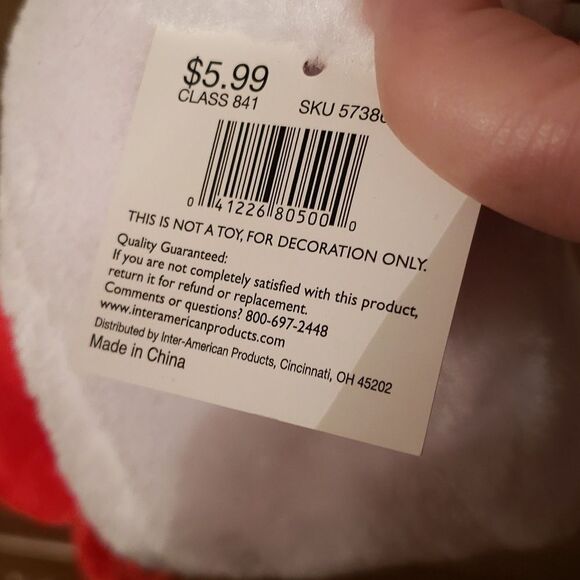 $5.99
CLASS 841 SKU 5738
0 41226 80500 0
THIS IS NOT A TOY, FOR DECORATION ONLY.
Quality Guaranteed:
If you are not completely satisfied with this product,
return it for refund or replacement.
Comments or questions? 800-697-2448
www.interamericanproducts.com
Distributed by Inter-American Products, Cincinnati, OH 45202
Made in China